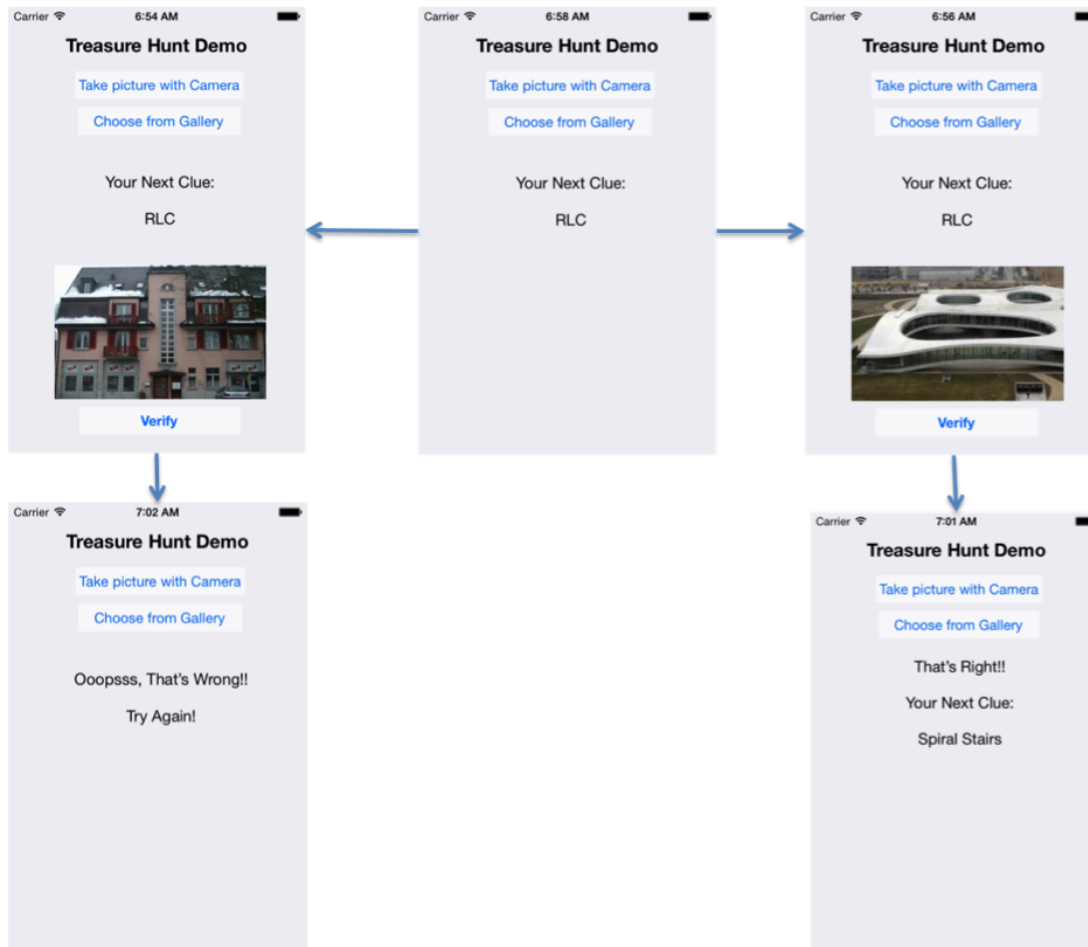 Carrier 6:54 AM
Treasure Hunt Demo
Take picture with Camera
Choose from Gallery
Your Next Clue:
RLC
Verify
Carrier 6:58 AM
Treasure Hunt Demo
Take picture with Camera
Choose from Gallery
Your Next Clue:
RLC
Carrier 6:56 AM
Treasure Hunt Demo
Take picture with Camera
Choose from Gallery
Your Next Clue:
RLC
Verify
Carrier 7:02 AM
Treasure Hunt Demo
Take picture with Camera
Choose from Gallery
Ooopsss, That's Wrong!!
Try Again!
Carrier 7:01 AM
Treasure Hunt Demo
Take picture with Camera
Choose from Gallery
That's Right!!
Your Next Clue:
Spiral Stairs